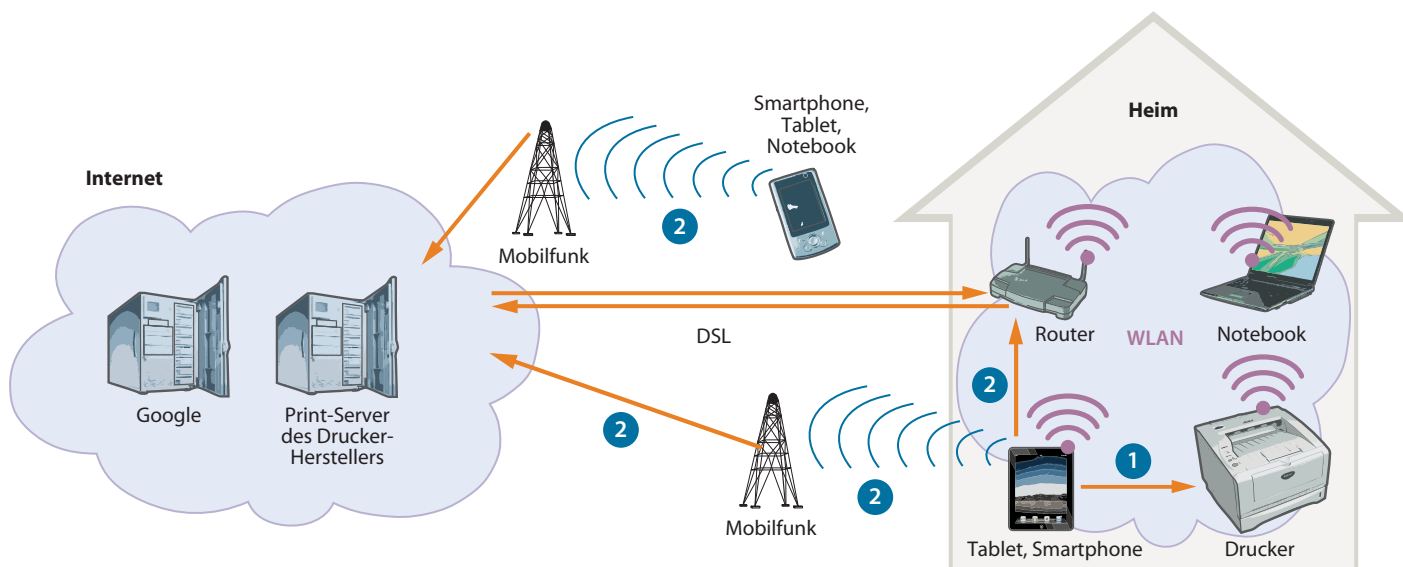 Smartphone,
Tablet,
Notebook
Heim
Internet
2
Mobilfunk
DSL
Router
WLAN
Notebook
2
Google
Print-Server
des Drucker-
Herstellers
2
2
1
Mobilfunk
Tablet, Smartphone
Drucker